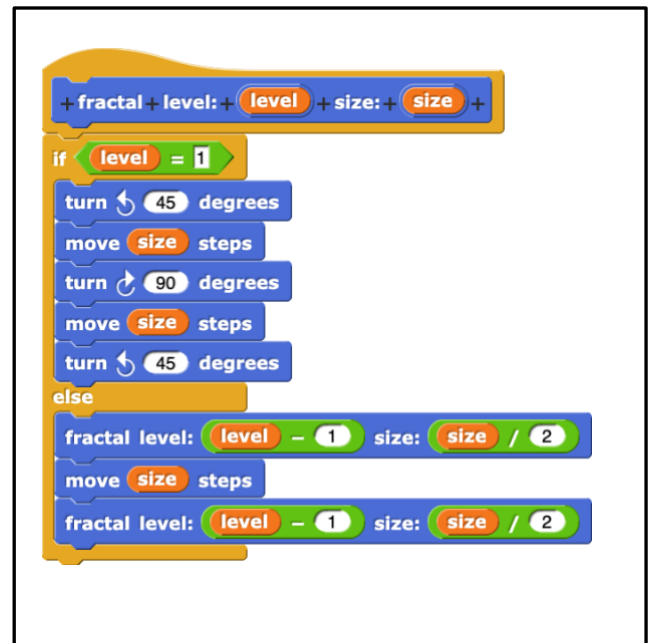 + fractal + level: + level + size: + size +
if level = 1
turn 45 degrees
move size steps
turn 90 degrees
move size steps
turn 45 degrees
else
fractal level: level - 1 size: size / 2
move size steps
fractal level: level - 1 size: size / 2